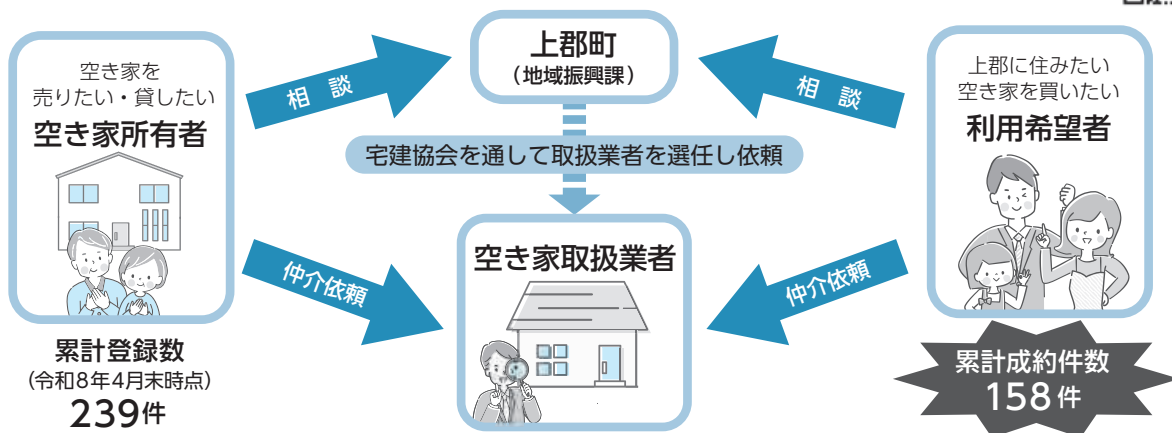 空き家を
売りたい・貸したい
空き家所有者
相 談
上郡町
（地域振興課）
相 談
上郡に住みたい
空き家を買いたい
利用希望者
宅建協会を通して取扱業者を選任し依頼
仲介依頼
空き家取扱業者
仲介依頼
累計登録数
(令和8年4月末時点)
239件
累計成約件数
158件